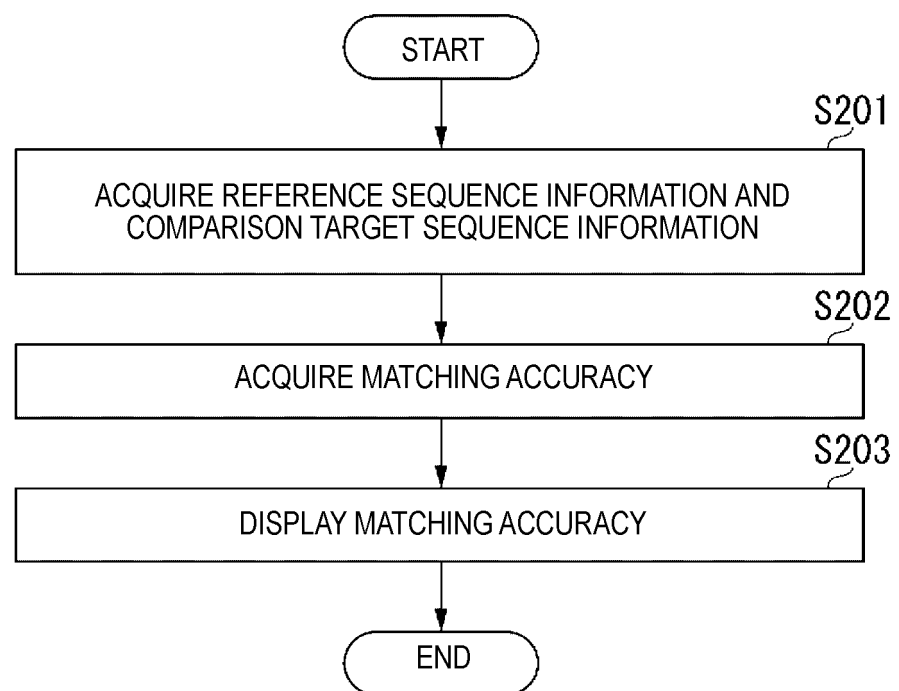 START
S201
ACQUIRE REFERENCE SEQUENCE INFORMATION AND
COMPARISON TARGET SEQUENCE INFORMATION
S202
ACQUIRE MATCHING ACCURACY
S203
DISPLAY MATCHING ACCURACY
END